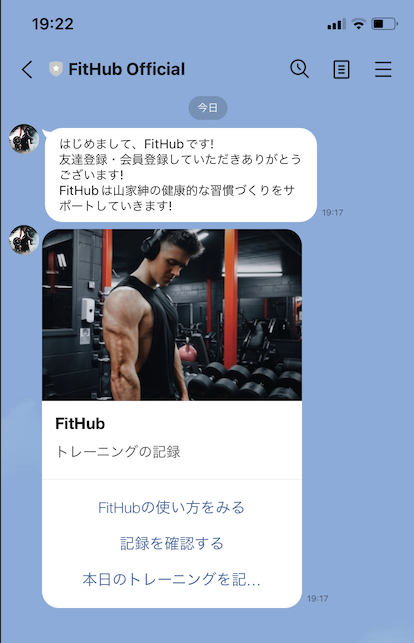 19:22
FitHub Official
今日
はじめまして、FitHubです!
友達登録・会員登録していただきありがとう
ございます!
FitHubは山家紳の健康的な習慣づくりをサ
ポートしていきます!
19:17
FitHub
トレーニングの記録
FitHubの使い方をみる
記録を確認する
本日のトレーニングを記...
19:17